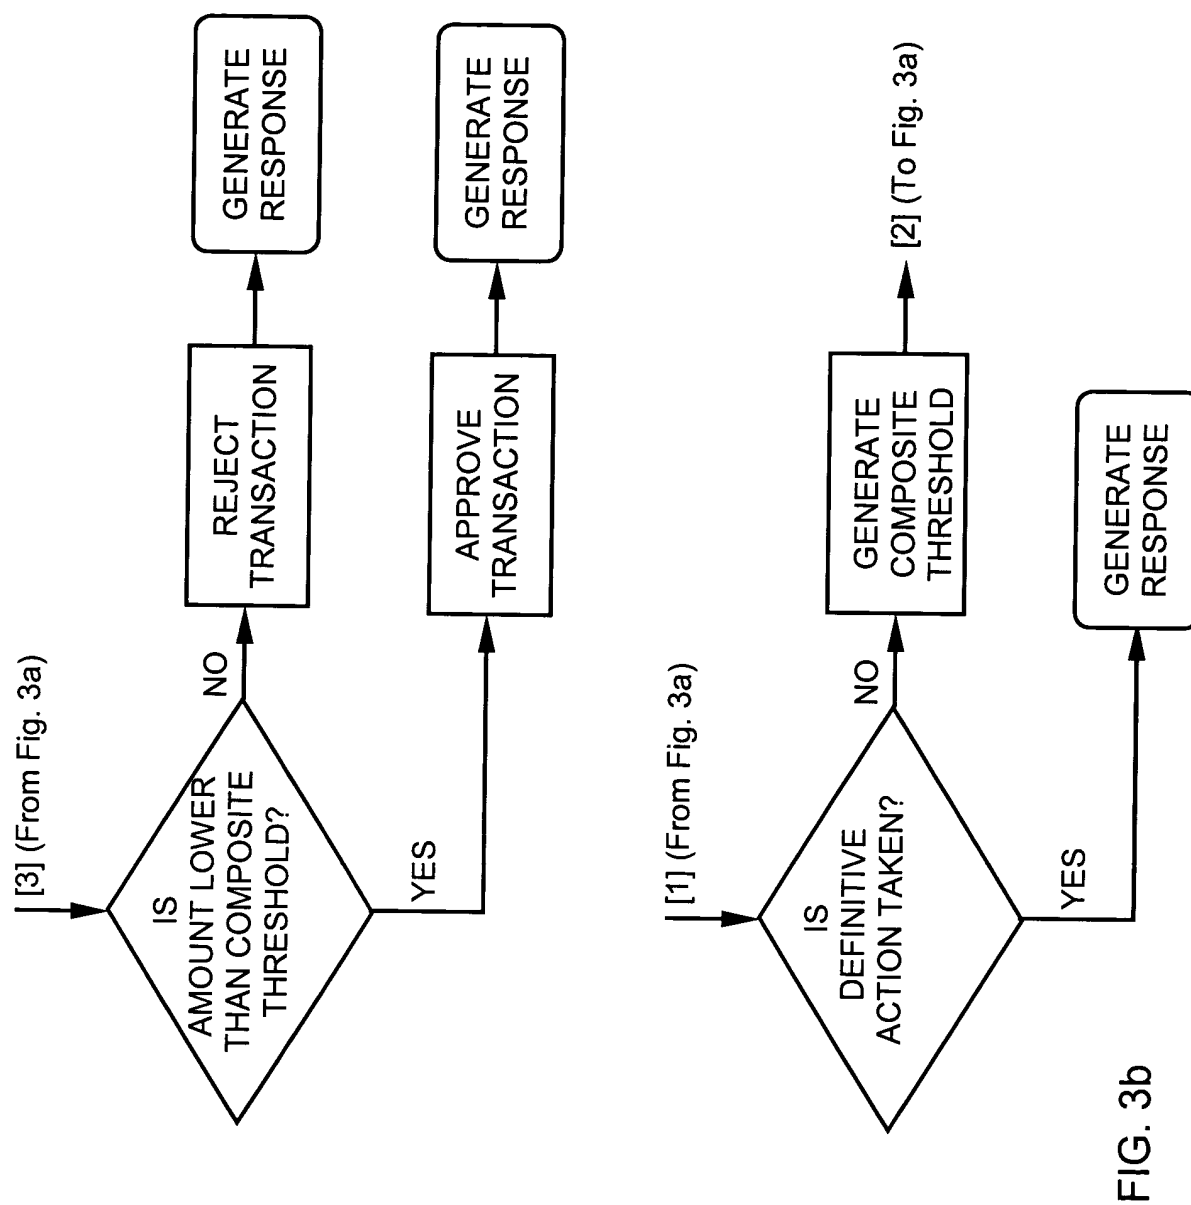 [3] (From Fig. 3a)
IS
AMOUNT LOWER
THAN COMPOSITE
THRESHOLD?
NO
REJECT
TRANSACTION
GENERATE
RESPONSE
YES
APPROVE
TRANSACTION
GENERATE
RESPONSE
[1] (From Fig. 3a)
IS
DEFINITIVE
ACTION TAKEN?
NO
GENERATE
COMPOSITE
THRESHOLD
[2] (To Fig. 3a)
YES
GENERATE
RESPONSE
FIG. 3b